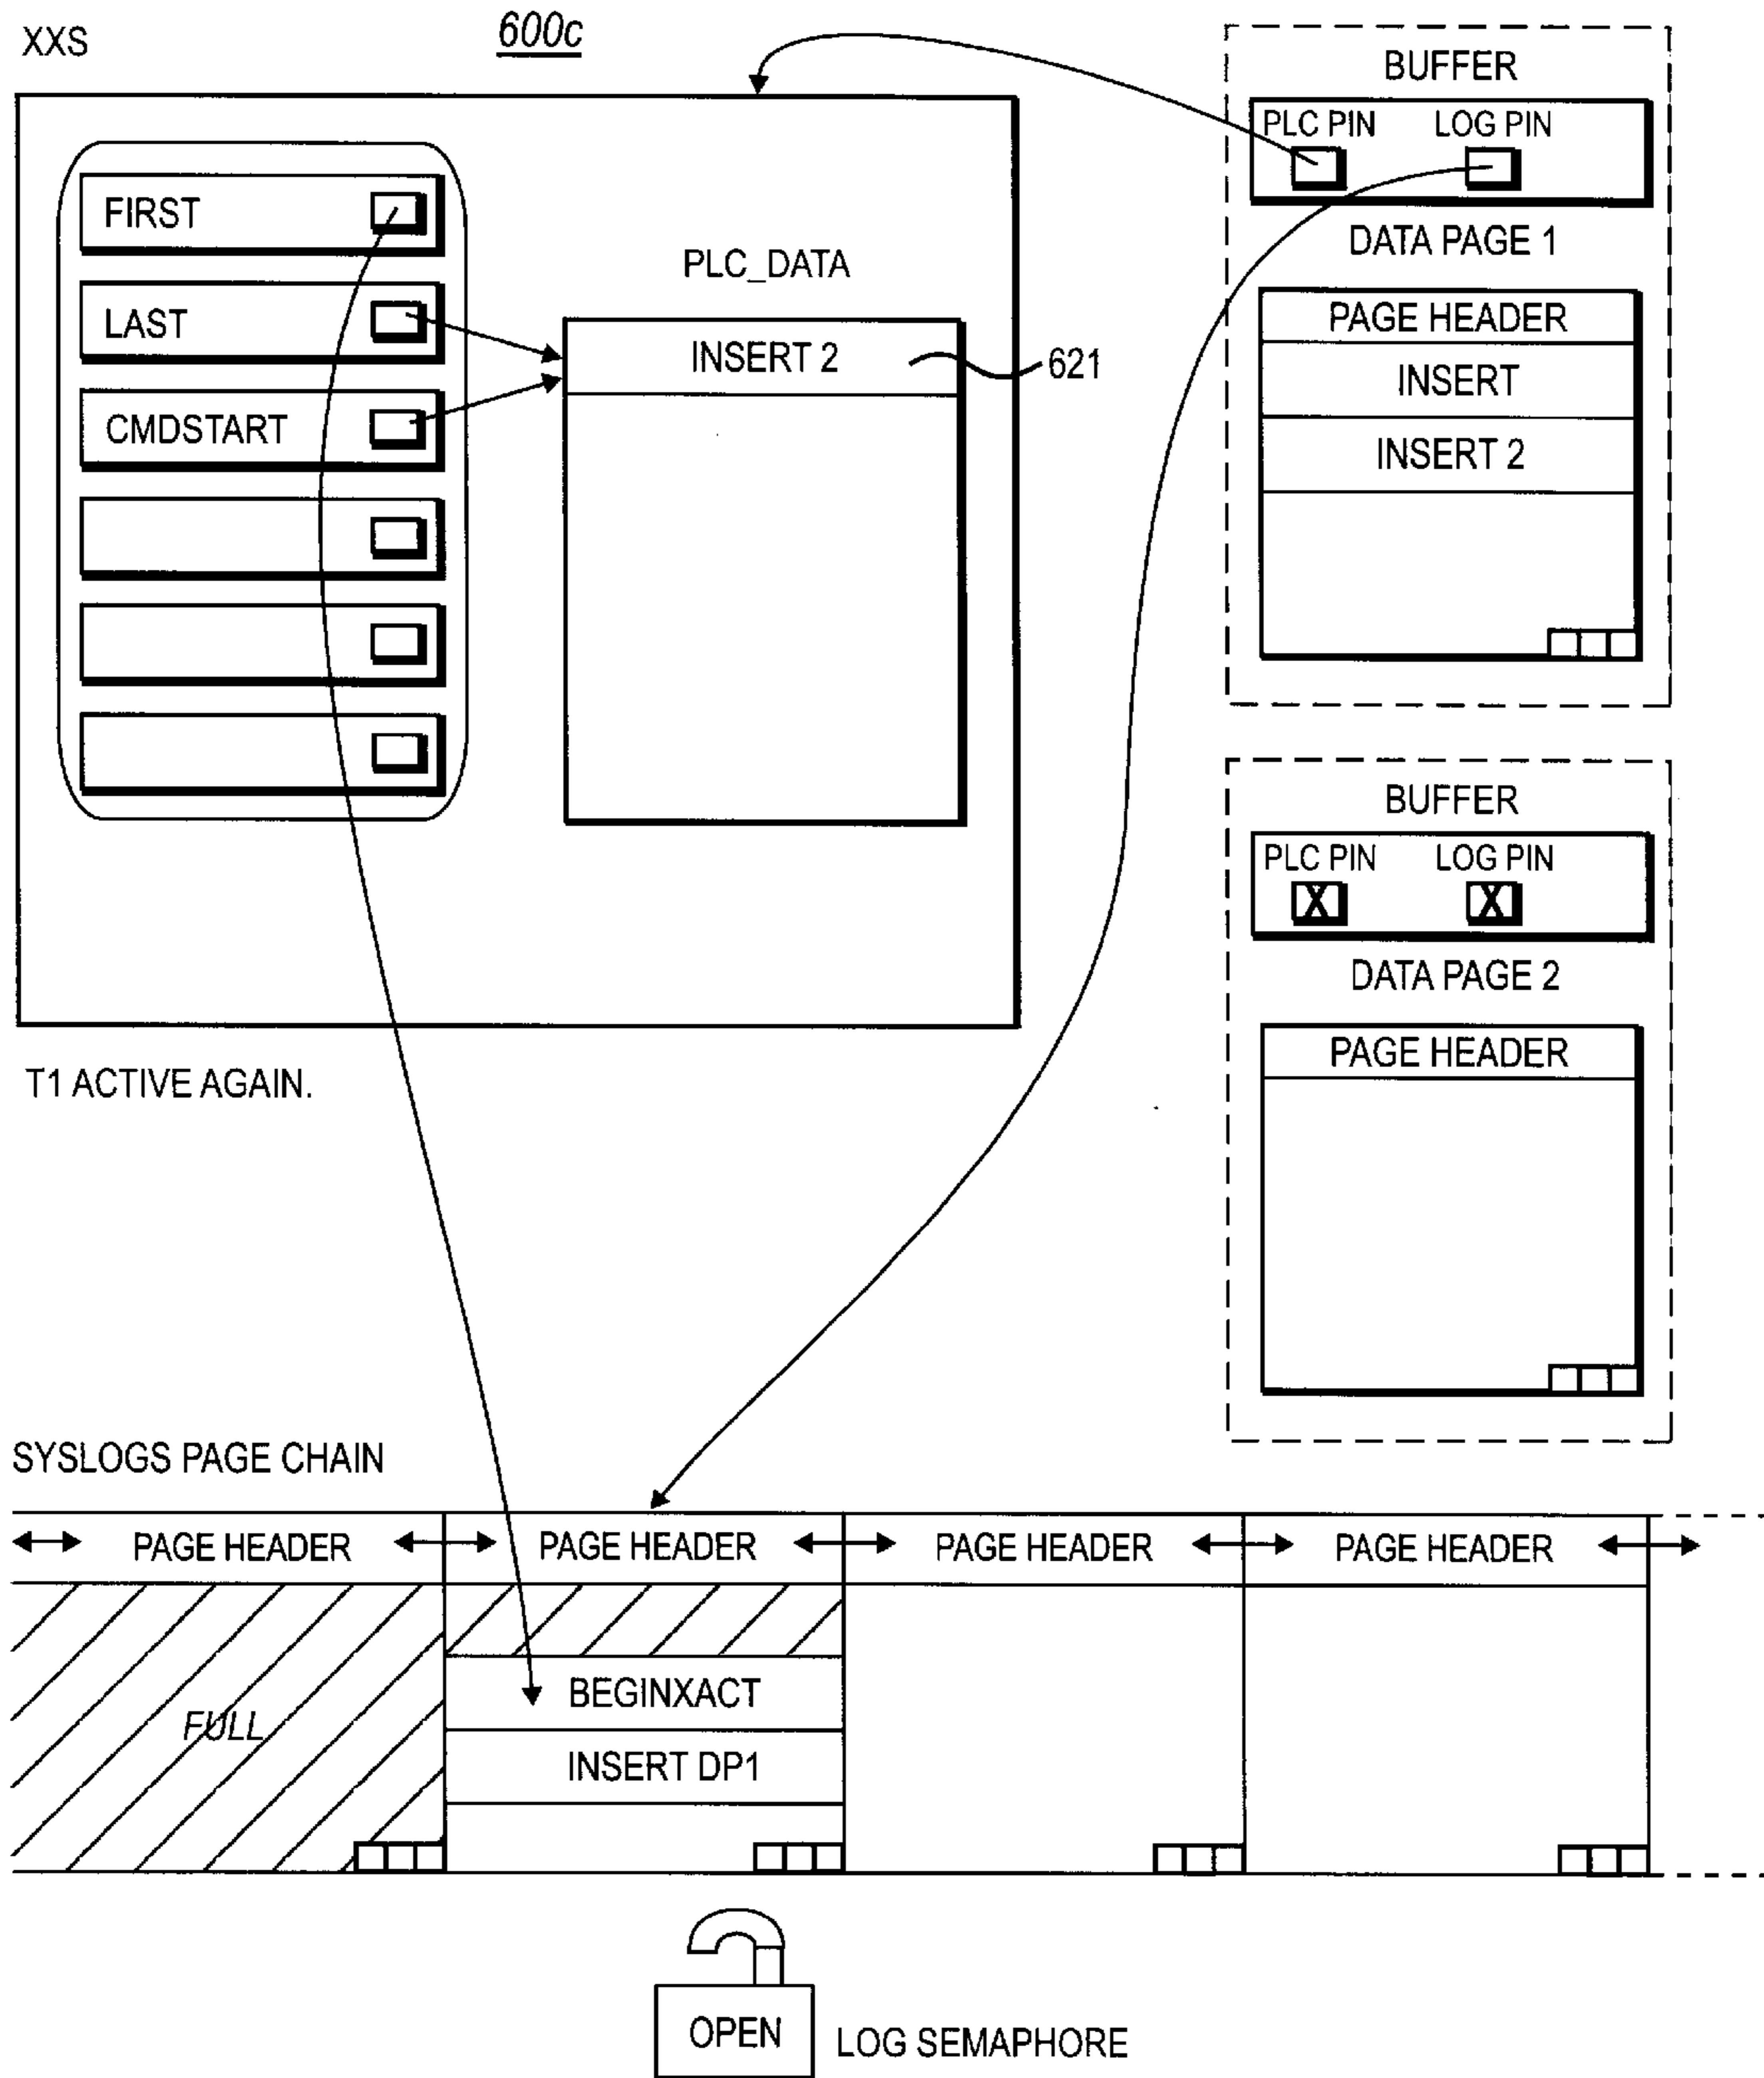 XXS
600c
FIRST
LAST
CMDSTART
PLC_DATA
INSERT 2
621
T1 ACTIVE AGAIN.
BUFFER
PLC PIN LOG PIN
DATA PAGE 1
PAGE HEADER
INSERT
INSERT 2
BUFFER
PLC PIN LOG PIN
X X
DATA PAGE 2
PAGE HEADER
SYSLOGS PAGE CHAIN
PAGE HEADER PAGE HEADER PAGE HEADER PAGE HEADER
FULL
BEGINXACT
INSERT DP1
OPEN
LOG SEMAPHORE